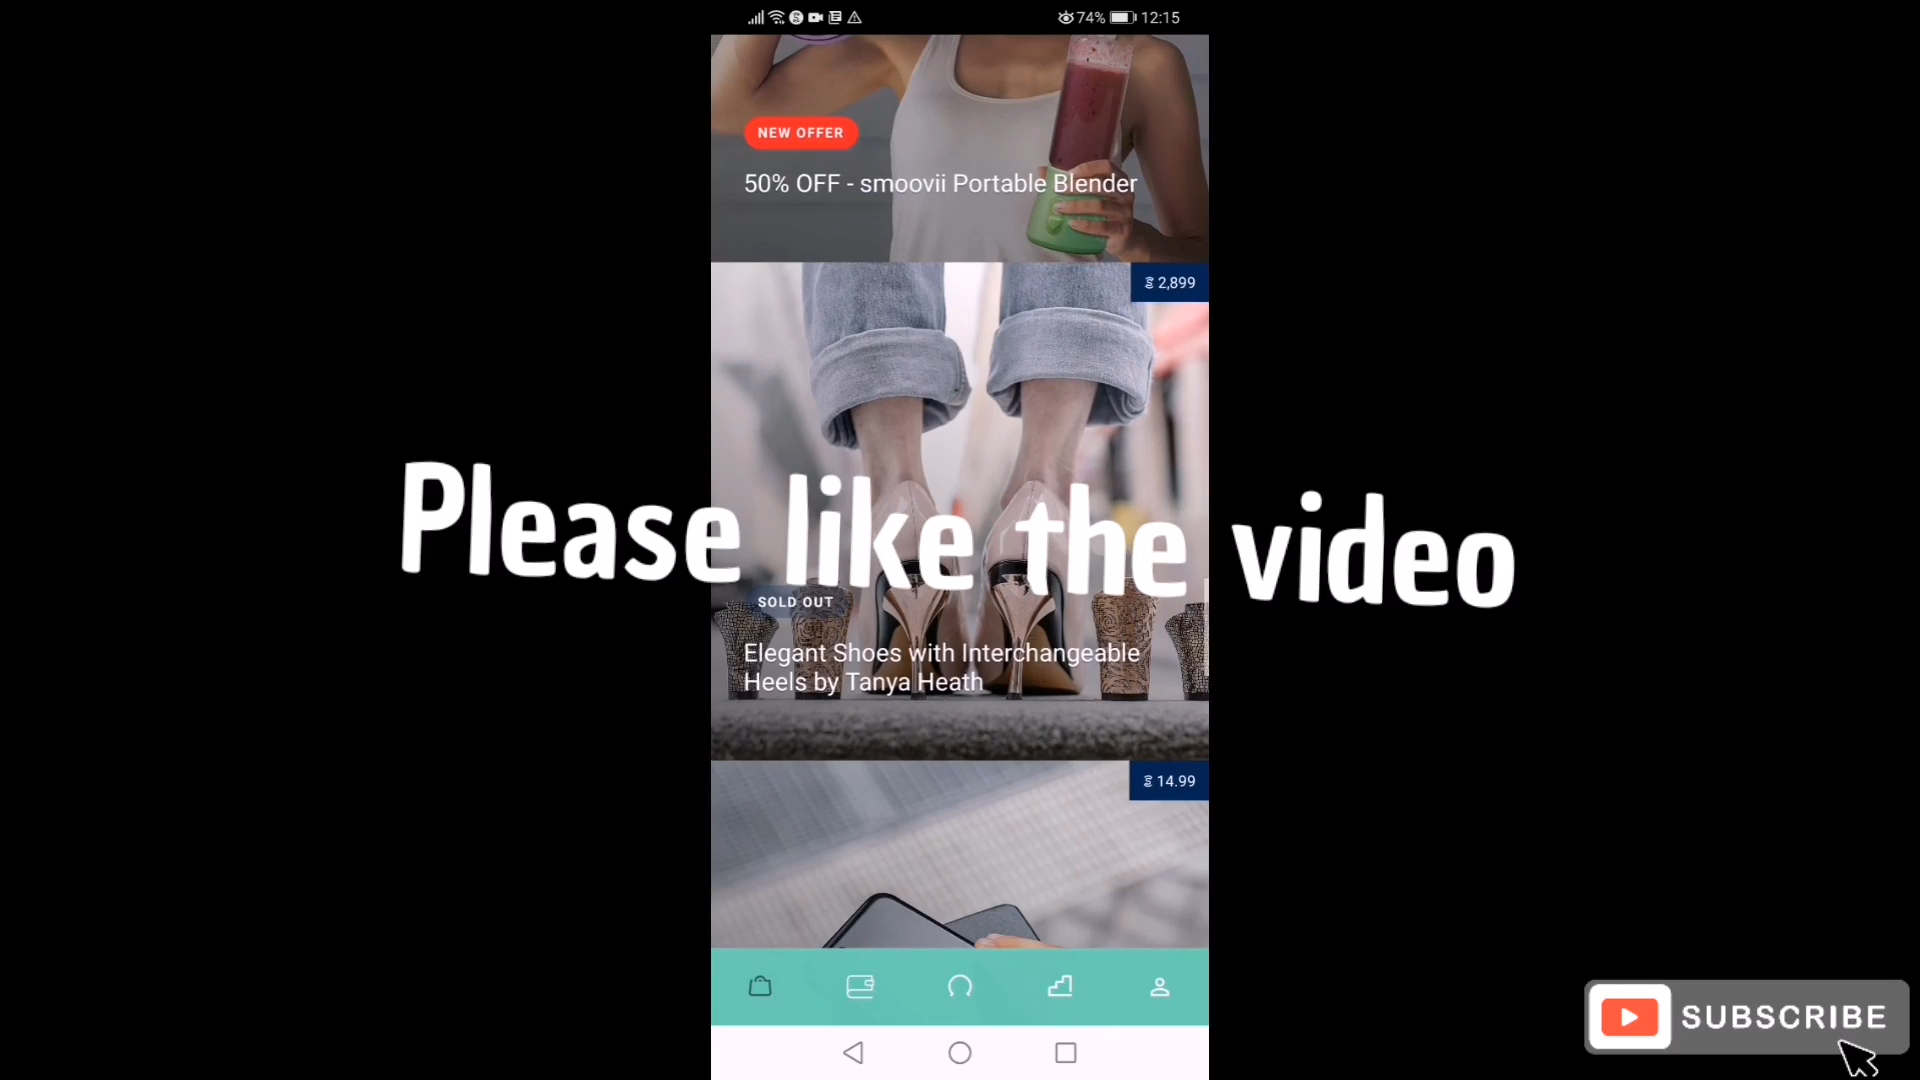 74% 12:15
NEW OFFER
50% OFF - smoovii Portable Blender
2,899
Please like the video
SOLD OUT
Elegant Shoes with Interchangeable
Heels by Tanya Heath
14.99
SUBSCRIBE